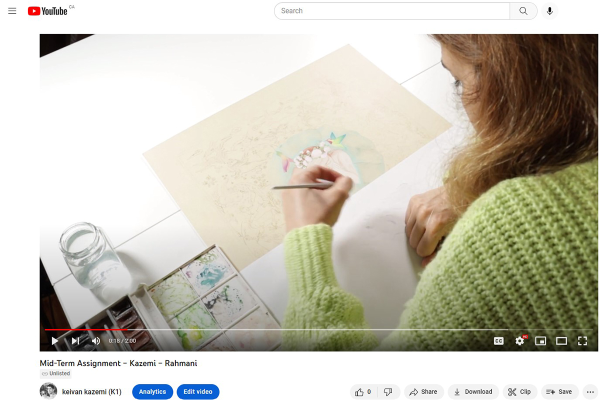 YouTube CA
Search
0:18 / 2:00
Mid-Term Assignment - Kazemi - Rahmani
Unlisted
keivan kazemi (K1)
Analytics
Edit video
0
Share
Download
Clip
Save